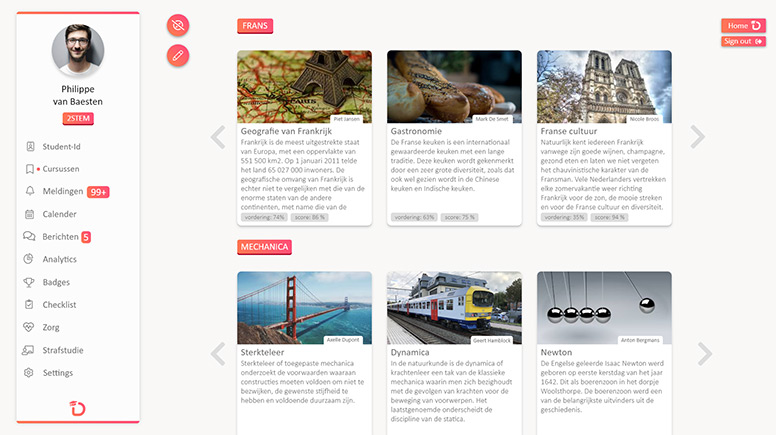 Philippe
van Baesten
2STEM
Student-Id
Cursussen
Meldingen 99+
Calender
Berichten 5
Analytics
Badges
Checklist
Zorg
Strafstudie
Settings
Home
Sign out
FRANS
Piet Jansen
Geografie van Frankrijk
Frankrijk is de meest uitgestrekte staat
van Europa, met een oppervlakte van
551 500 km2. Op 1 januari 2011 telde
het land 65 027 000 inwoners. De
geografische omvang van Frankrijk is
echter niet te vergelijken met die van de
enorme staten van de andere
continenten, met name die van de
vordering: 74% score: 86 %
Mark De Smet
Gastronomie
De Franse keuken is een internationaal
gewaardeerde keuken met een lange
traditie. Deze keuken wordt gekenmerkt
door een zeer grote diversiteit, zoals dat
ook wel gezien wordt in de Chinese
keuken en Indische keuken.
vordering: 63% score: 75 %
Nicole Broos
Franse cultuur
Natuurlijk kent iedereen Frankrijk
vanwege zijn goede wijnen, champagne,
gezond eten en laten we niet vergeten
het chauvinistische karakter van de
Fransman. Vele Nederlanders vertrekken
elke zomervakantie weer richting
Frankrijk voor de zon, de mooie streken
en voor de Franse cultuur en diversiteit.
vordering: 35% score: 94 %
MECHANICA
Axelle Dupont
Sterkteleer
Sterkteleer of toegepaste mechanica
onderzoekt de voorwaarden waaraan
constructies moeten voldoen om niet te
bezwijken, de gewenste stijfheid te
hebben en voldoende duurzaam zijn.
Geert Hamblock
Dynamica
In de natuurkunde is de dynamica of
krachtenleer een tak van de klassieke
mechanica waarin men zich bezighoudt
met de gevolgen van krachten voor de
beweging van voorwerpen. Het
laatstgenoemde onderscheidt de
discipline van de statica.
Anton Bergmans
Newton
De Engelse geleerde Isaac Newton werd
geboren op eerste kerstdag van het jaar
1642. Dit als boerenzoon in het dorpje
Woolsthorpe. De boerenzoon werd een
van de belangrijkste uitvinders uit de
geschiedenis.